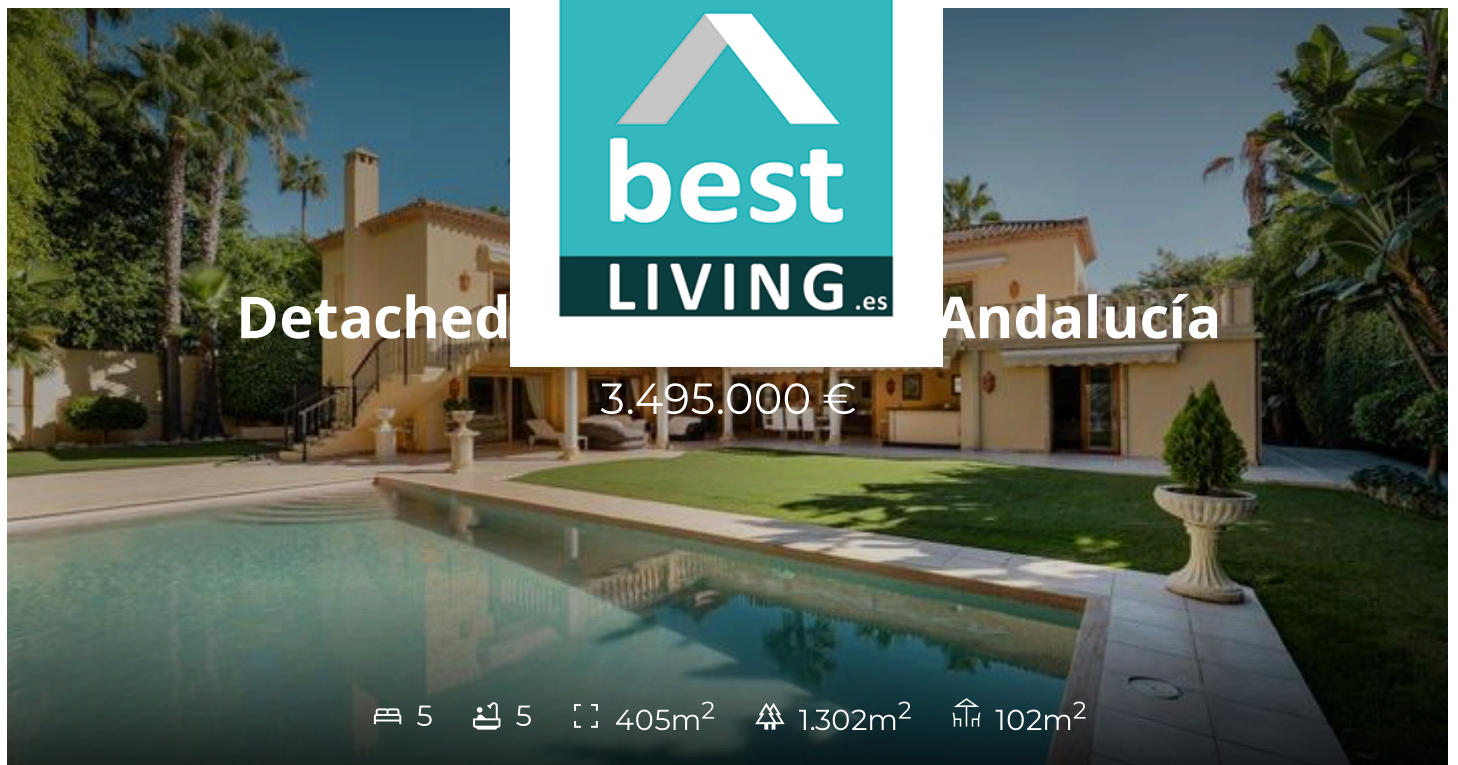 best
LIVING.es
Detached Andalucía
3.495.000 €
5 5 405m² 1.302m² 102m²